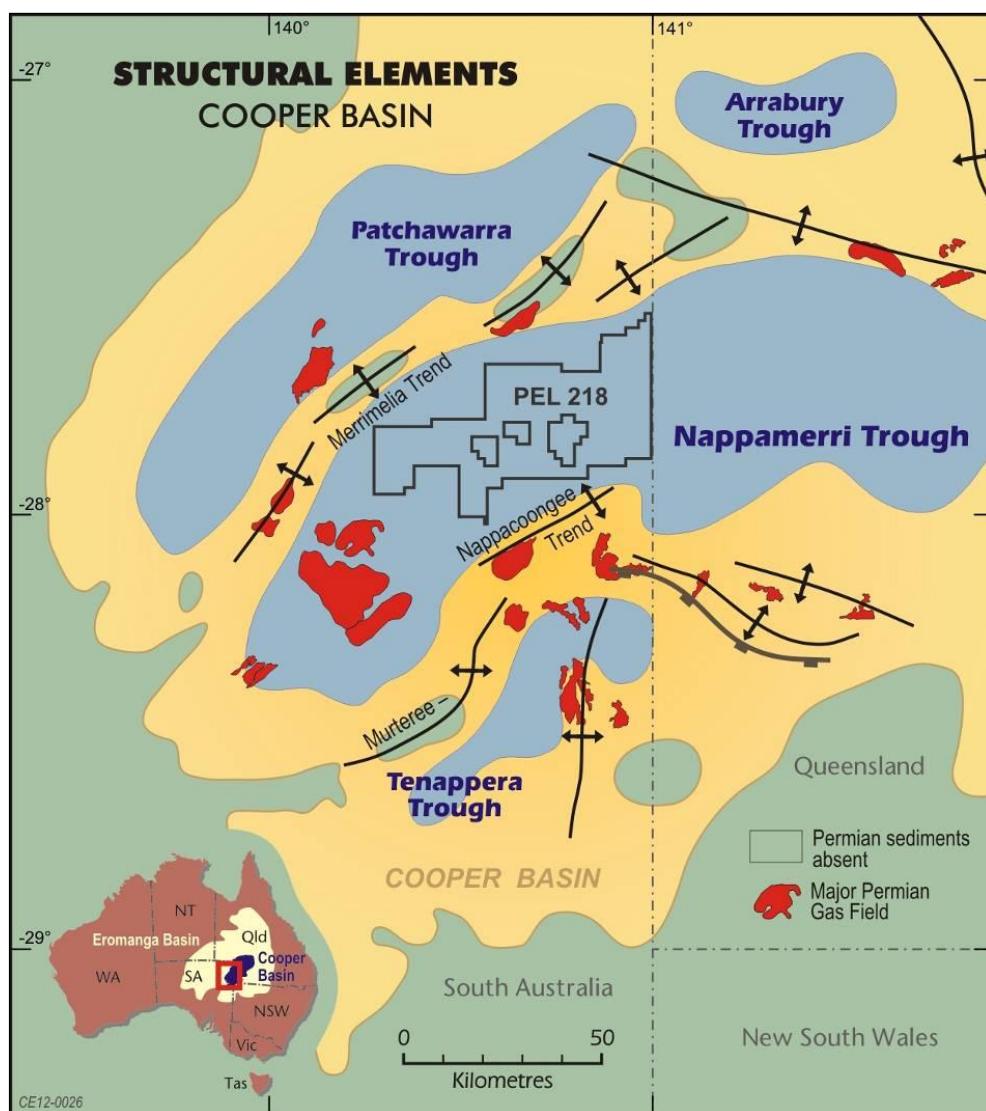 140°
141°
-27°
STRUCTURAL ELEMENTS
COOPER BASIN
Arrabury
Trough
Patchawarra
Trough
Merrimelia Trend
PEL 218
Nappamerri Trough
-28°
Nappacoongee
Trend
Murteree
Tenappera
Trough
Queensland
Permian sediments
absent
COOPER BASIN
Major Permian
Gas Field
-29°
NT
Qld
Eromanga Basin
Cooper
Basin
WA
SA
NSW
Vic
Tas
South Australia
New South Wales
0 50
Kilometres
CE12-0026